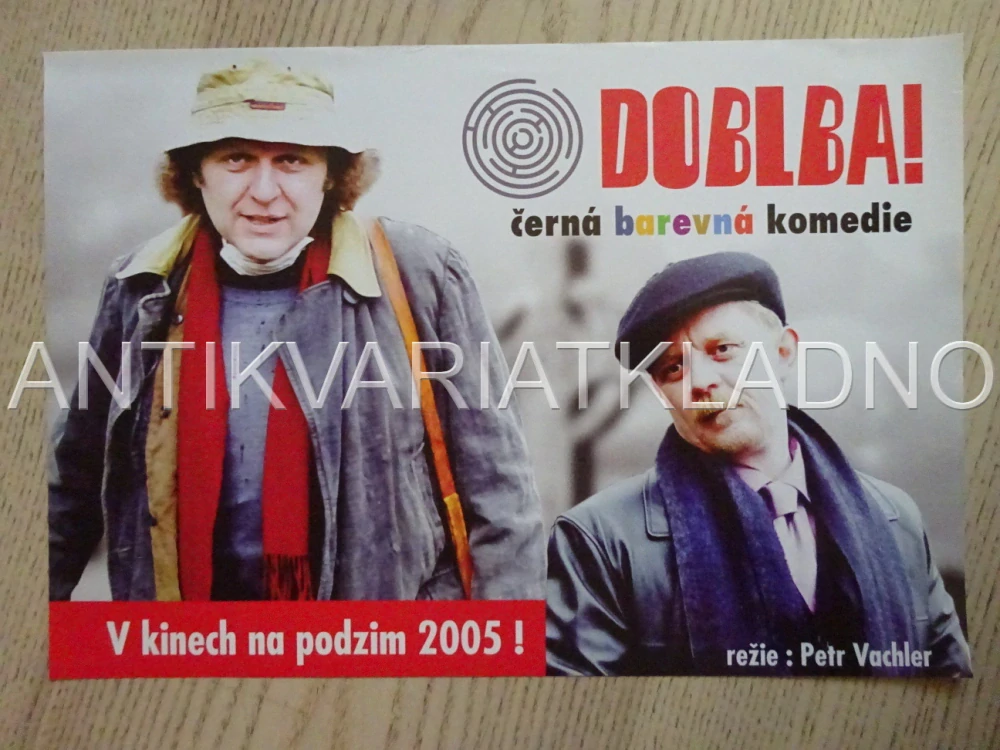 DOBLBA!
černá barevná komedie
ANTIKVARIATKLADNO
V kinech na podzim 2005 !
režie : Petr Vachler